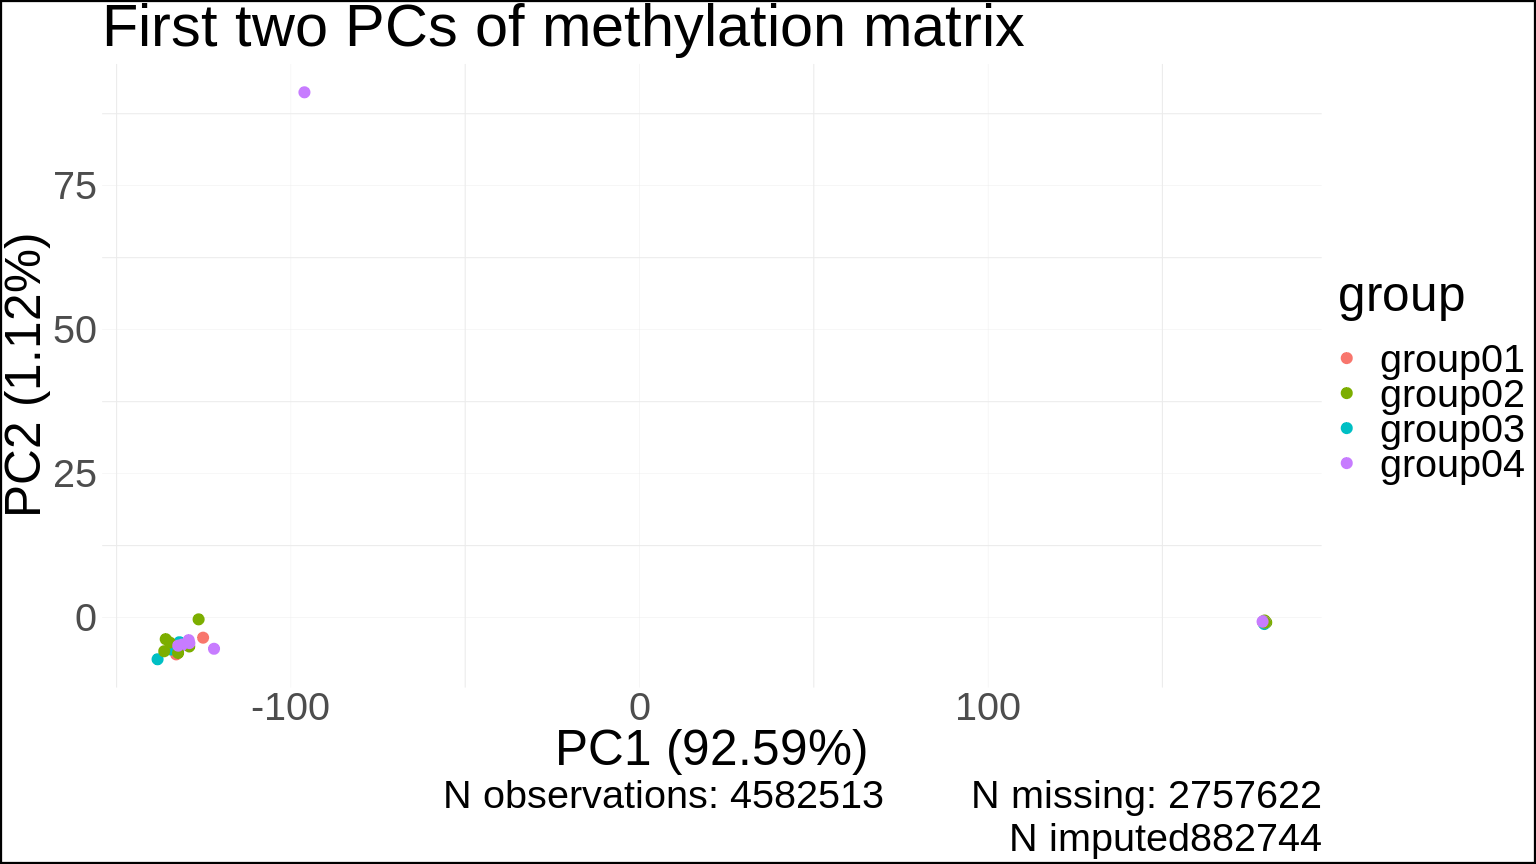 First two PCs of methylation matrix
75
50
25
0
PC2 (1.12%)
-100 0 100
PC1 (92.59%)
N observations: 4582513 N missing: 2757622
N imputed882744
group
group01
group02
group03
group04